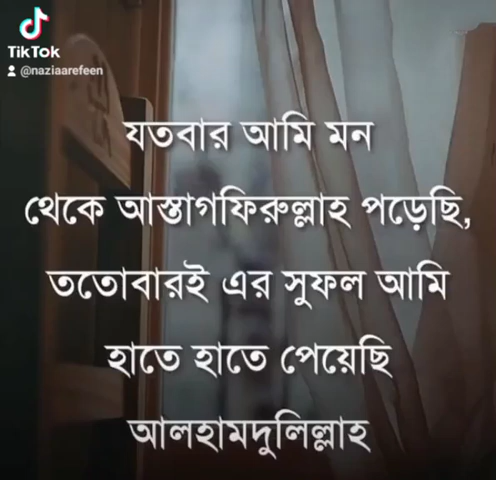 TikTok
@naziaarefeen
যতবার আমি মন
থেকে আস্তাগফিরুল্লাহ পড়েছি,
ততোবারই এর সুফল আমি
হাতে হাতে পেয়েছি
আলহামদুলিল্লাহ